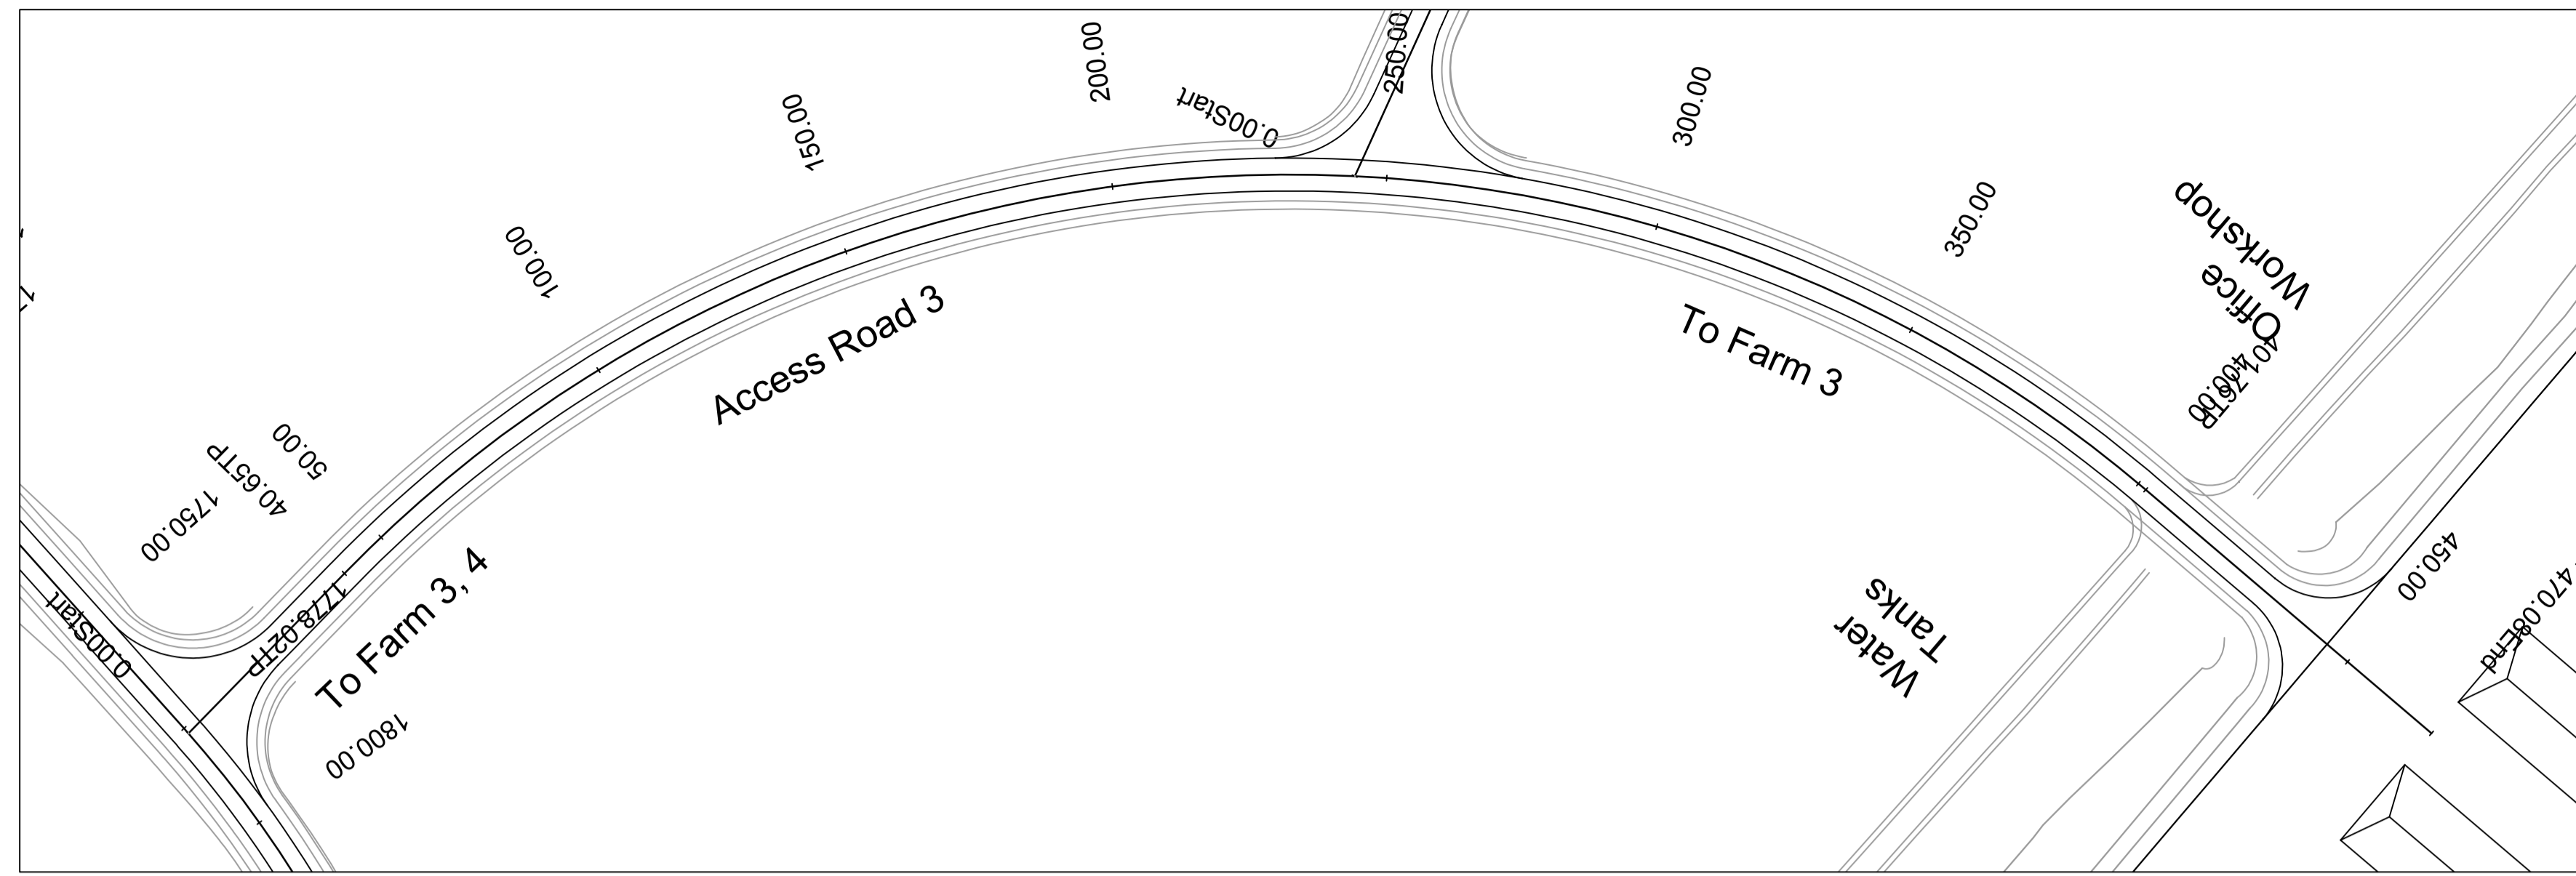 200.00
250.00
150.00
0.00Start
300.00
100.00
350.00
Workshop
Office
Access Road 3
To Farm 3
401.76TP
400.00
50.00
40.65TP
1750.00
450.00
470.08End
1778.02TP
To Farm 3, 4
0.00Start
Water
Tanks
1800.00